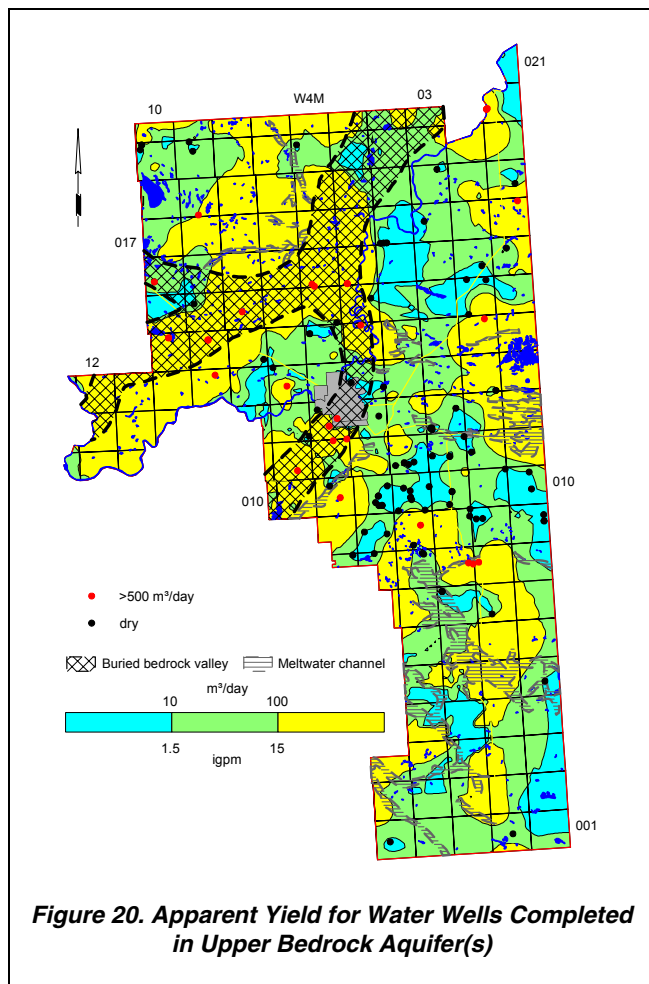 021
10
W4M
03
017
12
010
010
>500 m³/day
dry
Buried bedrock valley
Meltwater channel
m³/day
10
100
1.5
15
igpm
001
Figure 20. Apparent Yield for Water Wells Completed
in Upper Bedrock Aquifer(s)